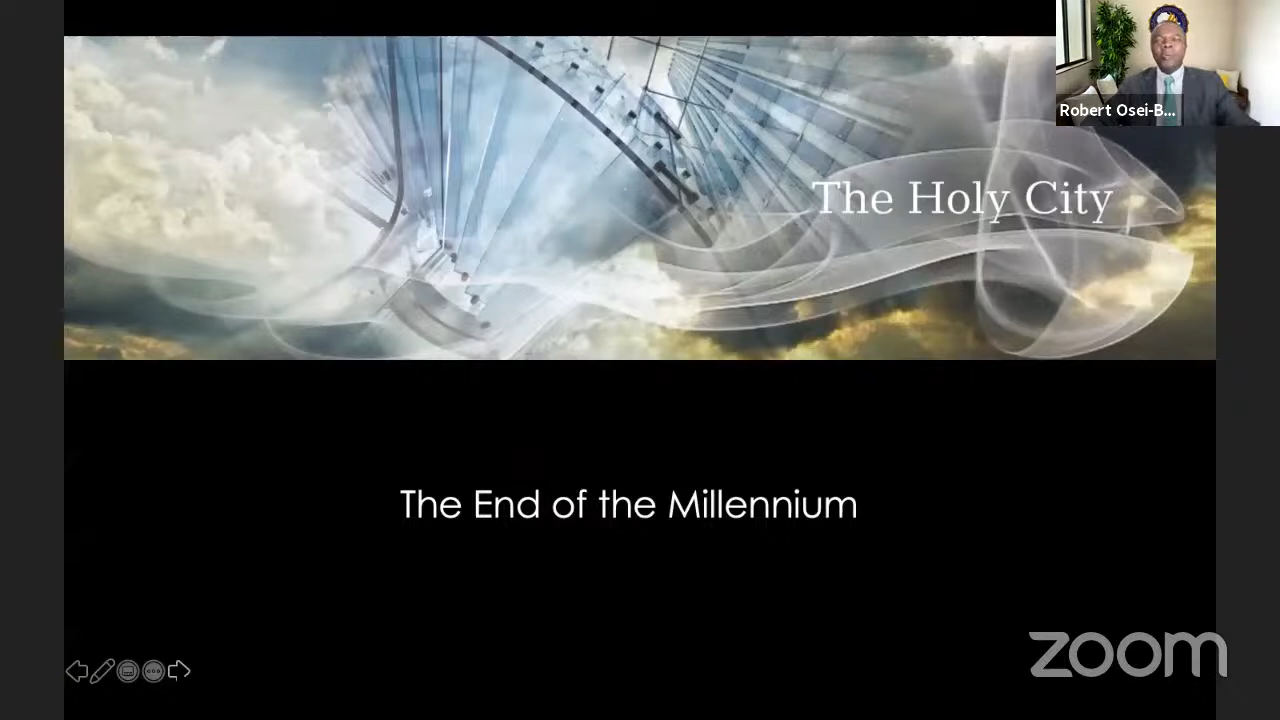 Robert Osei-B...
The Holy City
The End of the Millennium
zoom